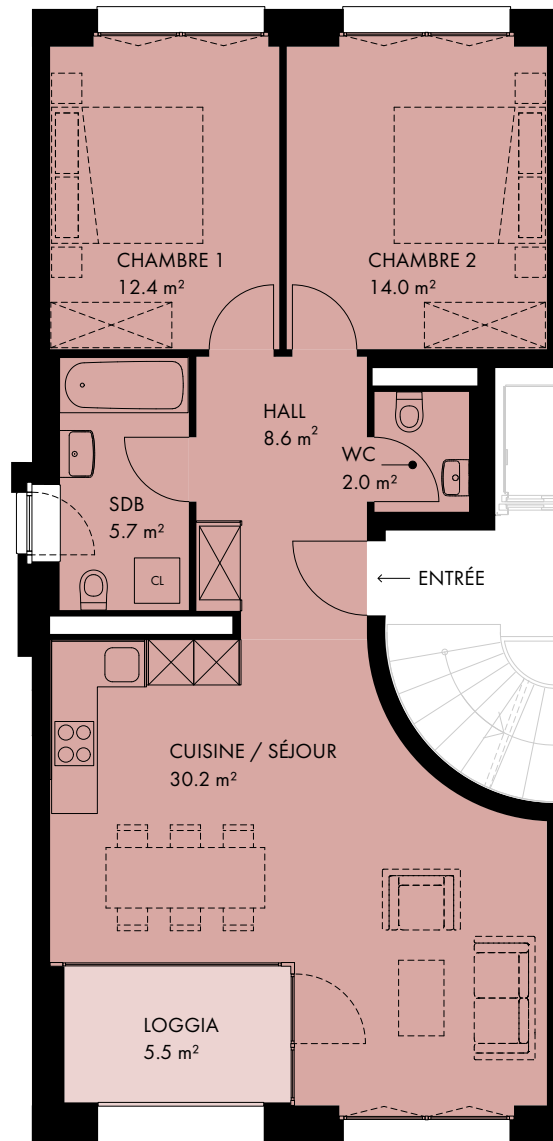 CHAMBRE 1
12.4 m²
CHAMBRE 2
14.0 m²
HALL
8.6 m²
WC
2.0 m²
SDB
5.7 m²
CL
← ENTRÉE
CUISINE / SÉJOUR
30.2 m²
LOGGIA
5.5 m²